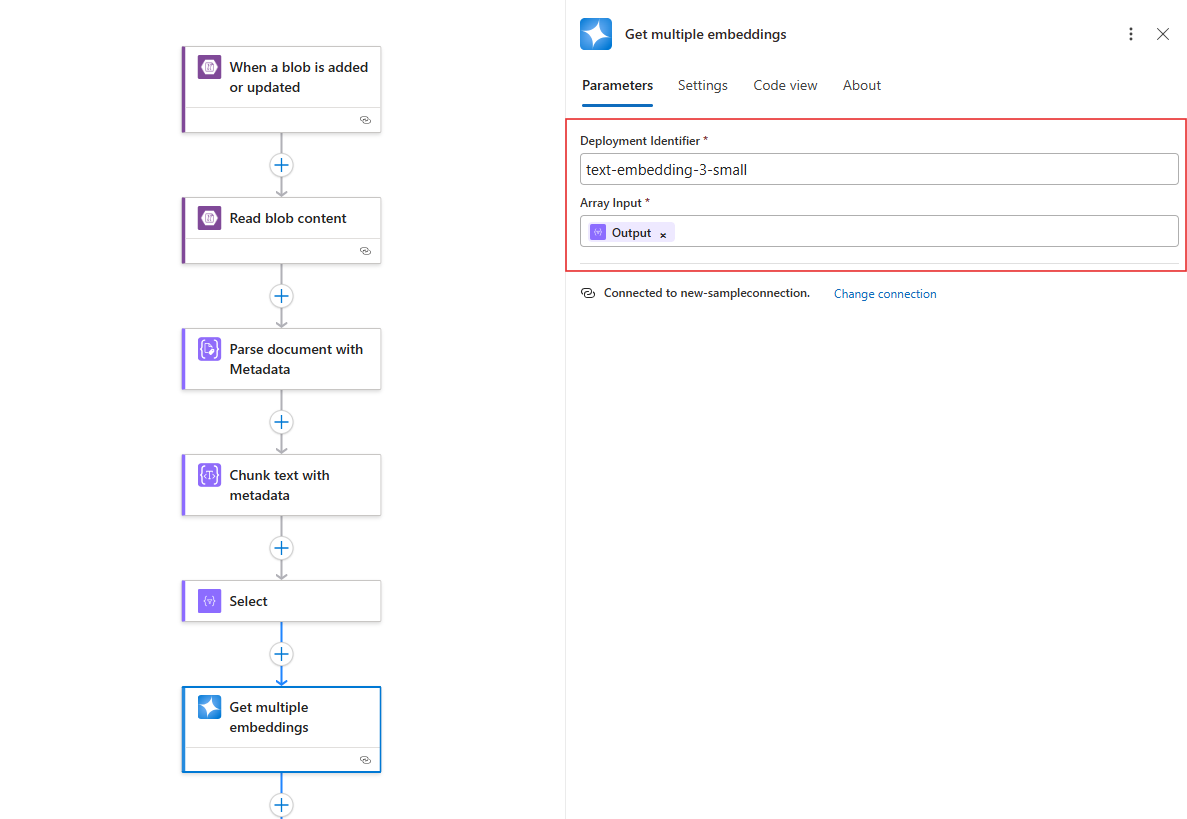 When a blob is added
or updated
Read blob content
Parse document with
Metadata
Chunk text with
metadata
Select
Get multiple
embeddings
Get multiple embeddings
Parameters Settings Code view About
Deployment Identifier *
text-embedding-3-small
Array Input *
Output ×
Connected to new-sampleconnection. Change connection